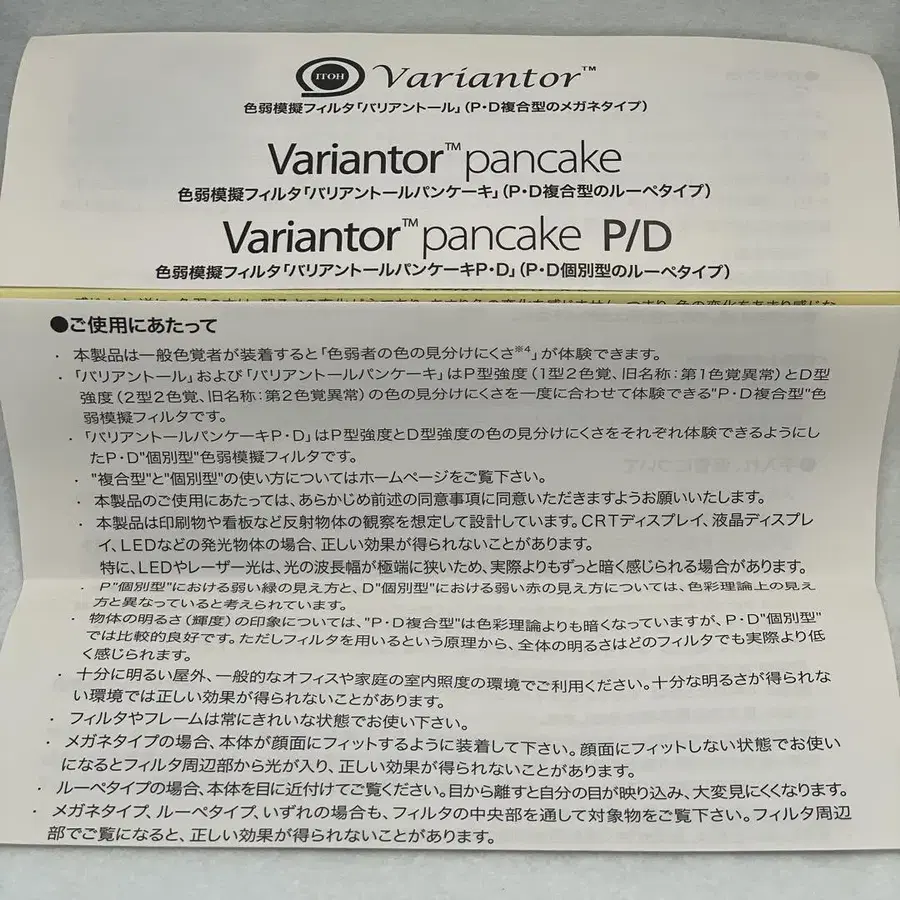 ITOH Variantor™
色弱模擬フィルタ「バリアントール」（P・D複合型のメガネタイプ）
Variantor™ pancake
色弱模擬フィルタ「バリアントールパンケーキ」（P・D複合型のルーペタイプ）
Variantor™ pancake P/D
色弱模擬フィルタ「バリアントールパンケーキP・D」（P・D個別型のルーペタイプ）
●ご使用にあたって
・ 本製品は一般色覚者が装着すると「色弱者の色の見分けにくさ※4」が体験できます。
・「バリアントール」および「バリアントールパンケーキ」はP型強度（1型2色覚、旧名称：第1色覚異常）とD型
強度（2型2色覚、旧名称：第2色覚異常）の色の見分けにくさを一度に合わせて体験できる"P・D複合型"色
弱模擬フィルタです。
・「バリアントールパンケーキP・D」はP型強度とD型強度の色の見分けにくさをそれぞれ体験できるようにし
たP・D"個別型"色弱模擬フィルタです。
・ "複合型"と"個別型"の使い方についてはホームページをご覧下さい。
・ 本製品のご使用にあたっては、あらかじめ前述の同意事項に同意いただきますようお願いいたします。
・ 本製品は印刷物や看板など反射物体の観察を想定して設計しています。CRTディスプレイ、液晶ディスプレ
イ、LEDなどの発光物体の場合、正しい効果が得られないことがあります。
特に、LEDやレーザー光は、光の波長幅が極端に狭いため、実際よりもずっと暗く感じられる場合があります。
・ P"個別型"における弱い緑の見え方と、D"個別型"における弱い赤の見え方については、色彩理論上の見え
方と異なっていると考えられています。
・ 物体の明るさ（輝度）の印象については、"P・D複合型"は色彩理論よりも暗くなっていますが、P・D"個別型"
では比較的良好です。ただしフィルタを用いるという原理から、全体の明るさはどのフィルタでも実際より低
く感じられます。
・ 十分に明るい屋外、一般的なオフィスや家庭の室内照度の環境でご利用ください。十分な明るさが得られな
い環境では正しい効果が得られないことがあります。
・ フィルタやフレームは常にきれいな状態でお使い下さい。
・ メガネタイプの場合、本体が顔面にフィットするように装着して下さい。顔面にフィットしない状態でお使い
になるとフィルタ周辺部から光が入り、正しい効果が得られないことがあります。
・ ルーペタイプの場合、本体を目に近付けてご覧ください。目から離すと自分の目が映り込み、大変見にくくなります。
・ メガネタイプ、ルーペタイプ、いずれの場合も、フィルタの中央部を通して対象物をご覧下さい。フィルタ周辺
部でご覧になると、正しい効果が得られないことがあります。